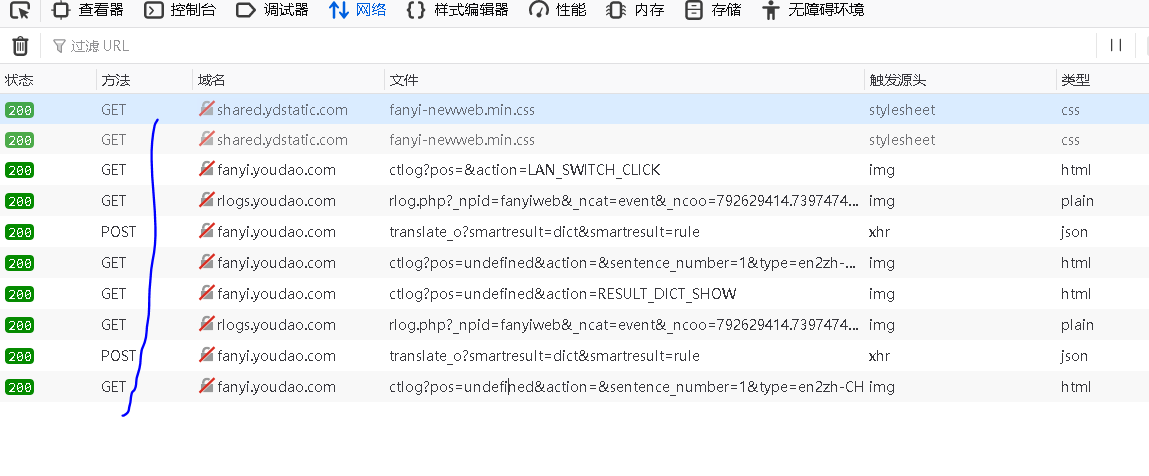 查看器 控制台 调试器 网络 样式编辑器 性能 内存 存储 无障碍环境
过滤 URL
状态 方法 域名 文件 触发源头 类型
200 GET shared.ydstatic.com fanyi-newweb.min.css stylesheet css
200 GET shared.ydstatic.com fanyi-newweb.min.css stylesheet css
200 GET fanyi.youdao.com ctlog?pos=&action=LAN_SWITCH_CLICK img html
200 GET rlogs.youdao.com rlog.php?_npid=fanyiweb&_ncat=event&_ncoo=792629414.7397474... img plain
200 POST fanyi.youdao.com translate_o?smartresult=dict&smartresult=rule xhr json
200 GET fanyi.youdao.com ctlog?pos=undefined&action=&sentence_number=1&type=en2zh-... img html
200 GET fanyi.youdao.com ctlog?pos=undefined&action=RESULT_DICT_SHOW img html
200 GET rlogs.youdao.com rlog.php?_npid=fanyiweb&_ncat=event&_ncoo=792629414.7397474... img plain
200 POST fanyi.youdao.com translate_o?smartresult=dict&smartresult=rule xhr json
200 GET fanyi.youdao.com ctlog?pos=undefined&action=&sentence_number=1&type=en2zh-CH img html